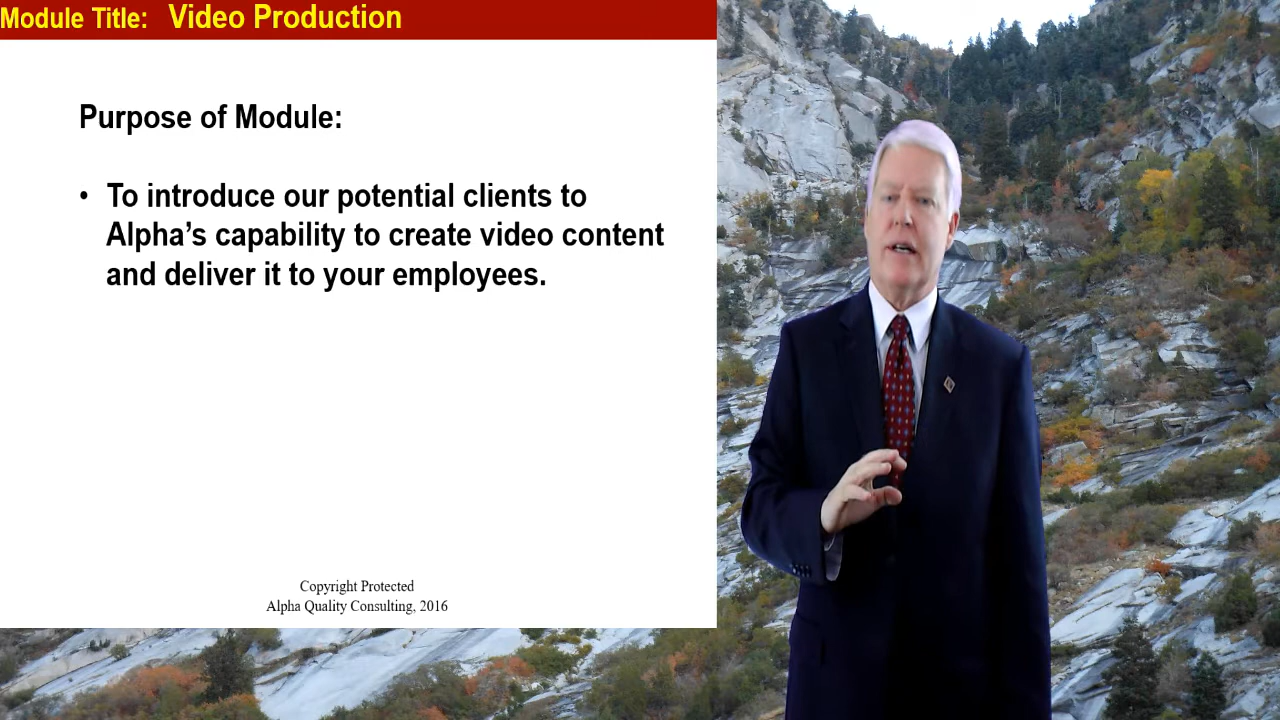 Module Title: Video Production
Purpose of Module:
• To introduce our potential clients to
Alpha's capability to create video content
and deliver it to your employees.
Copyright Protected
Alpha Quality Consulting, 2016